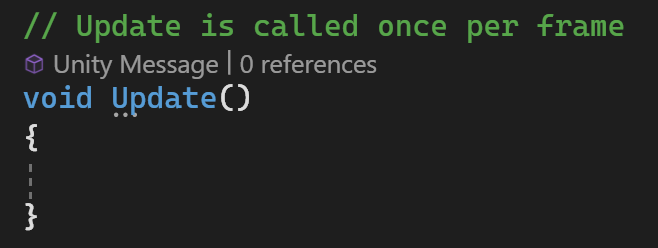 // Update is called once per frame
Unity Message | 0 references
void Update()
{
}